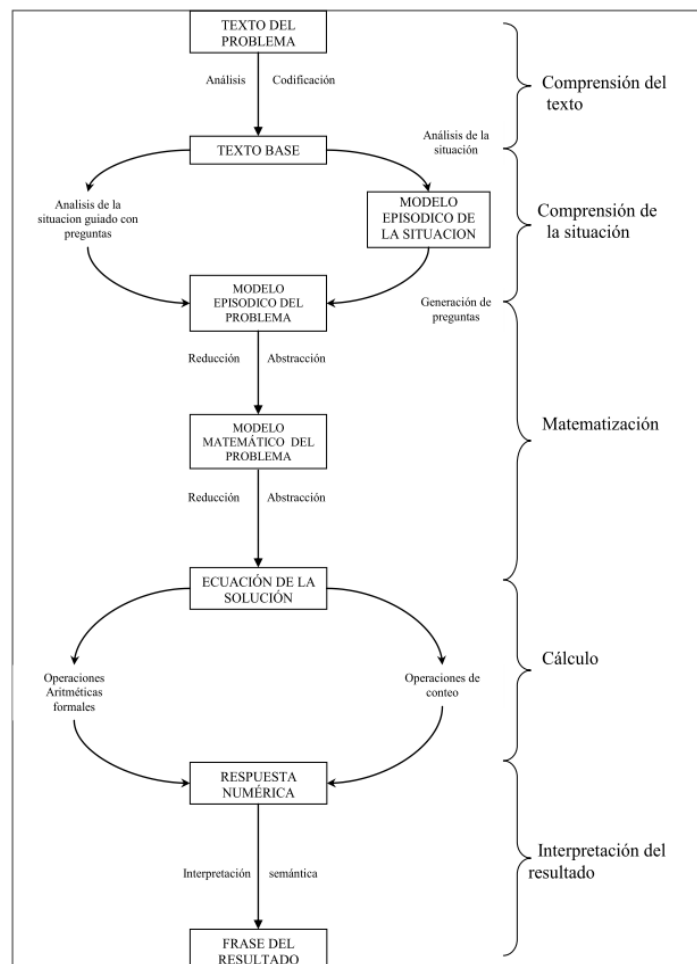 TEXTO DEL
PROBLEMA
Análisis
Codificación
Comprensión del
texto
TEXTO BASE
Análisis de la
situación
Analisis de la
situacion guiado con
preguntas
MODELO
EPISODICO DE
LA SITUACION
Comprensión de
la situación
MODELO
EPISODICO DEL
PROBLEMA
Generación de
preguntas
Reducción
Abstracción
MODELO
MATEMÁTICO DEL
PROBLEMA
Matematización
Reducción
Abstracción
ECUACIÓN DE LA
SOLUCIÓN
Operaciones
Aritméticas
formales
Operaciones de
conteo
Cálculo
RESPUESTA
NUMÉRICA
Interpretación
semántica
Interpretación del
resultado
FRASE DEL
RESULTADO